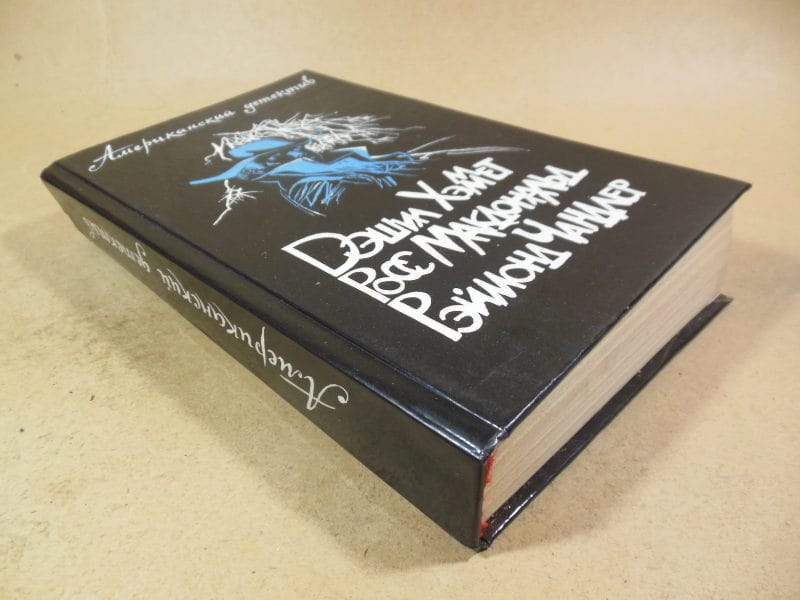 Американский детектив
Дэшил Хэммет
Росс Макдональд
Рэймонд Чандлер
Американский детектив